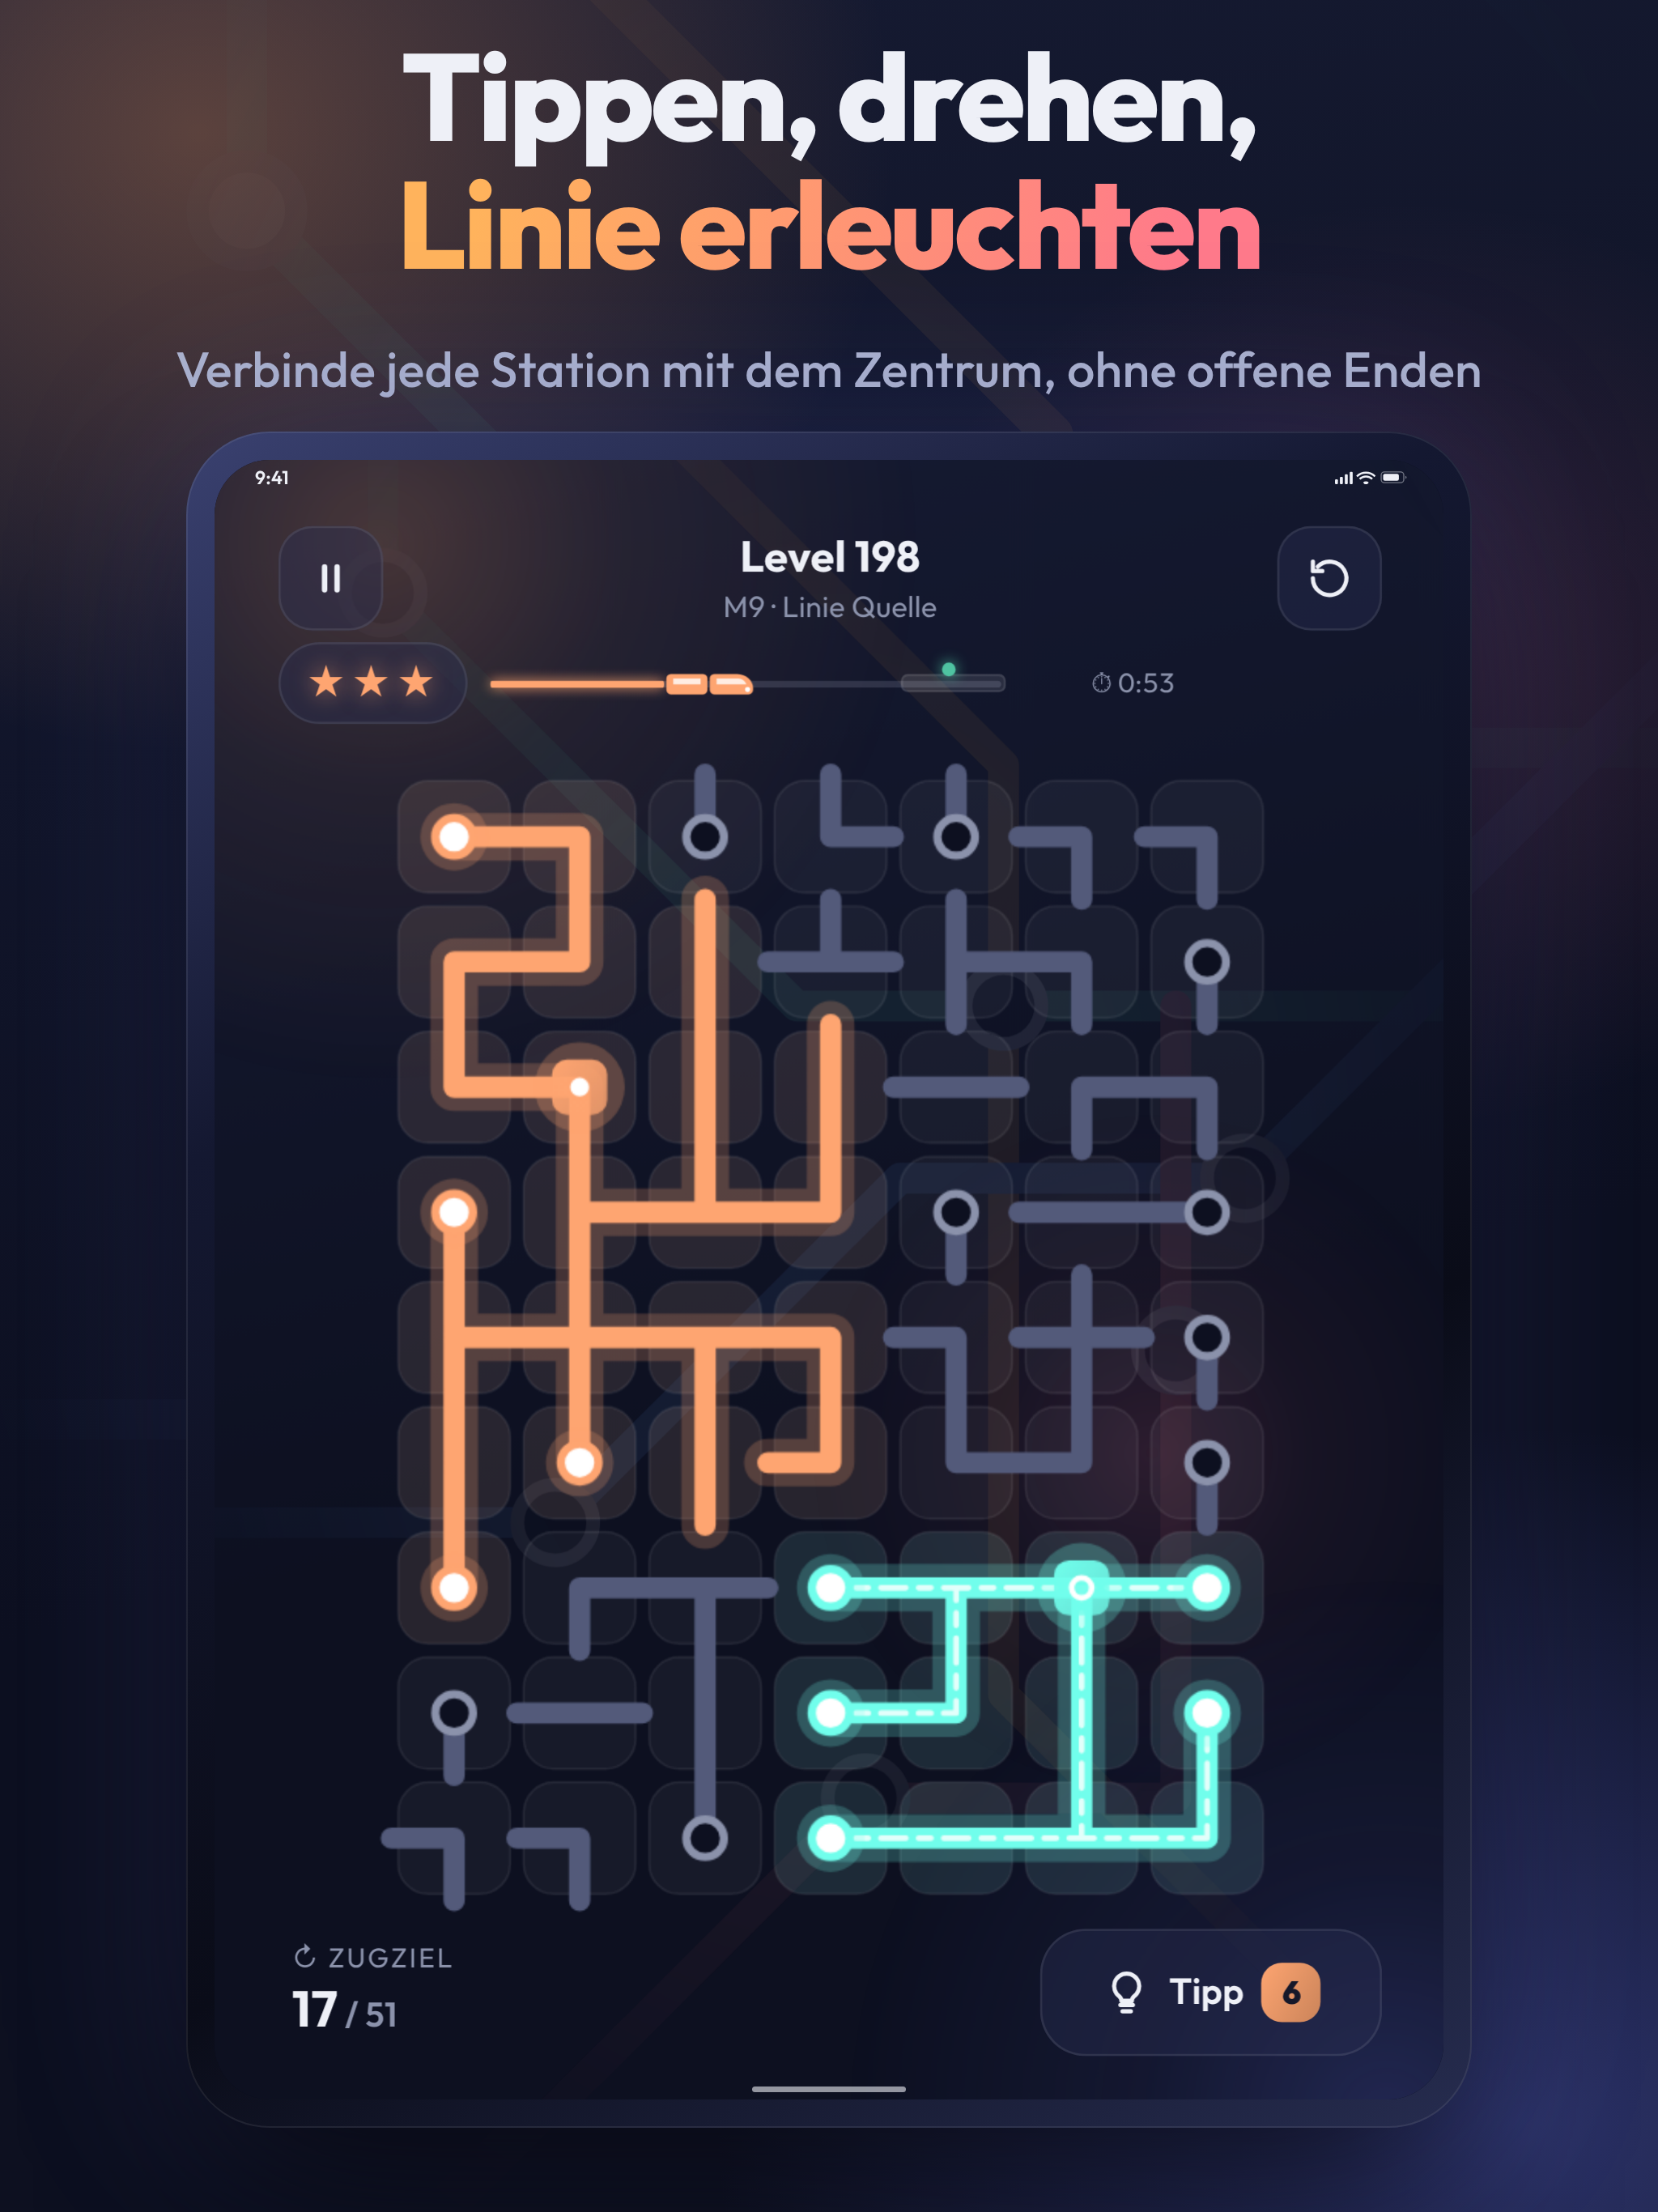 Tippen, drehen,
Linie erleuchten
Verbinde jede Station mit dem Zentrum, ohne offene Enden
9:41
Level 198
M9 · Linie Quelle
0:53
ZUGZIEL
17 / 51
Tipp 6